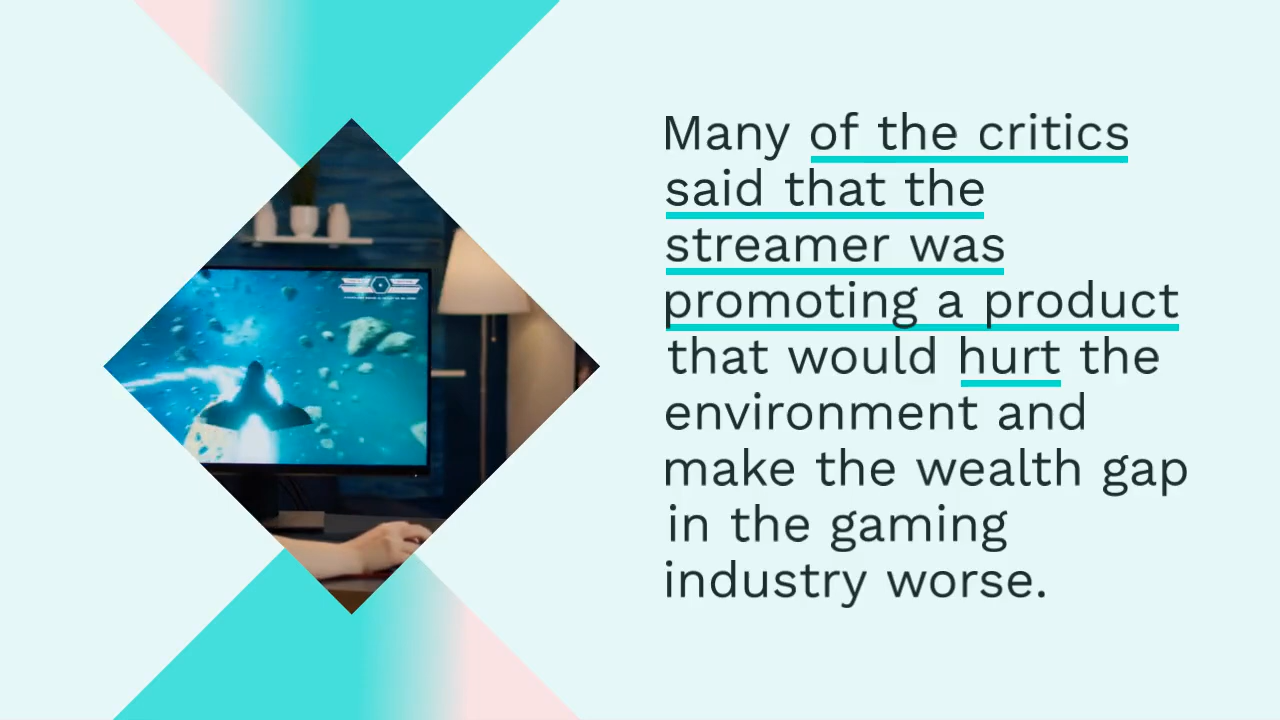 Many of the critics
said that the
streamer was
promoting a product
that would hurt the
environment and
make the wealth gap
in the gaming
industry worse.